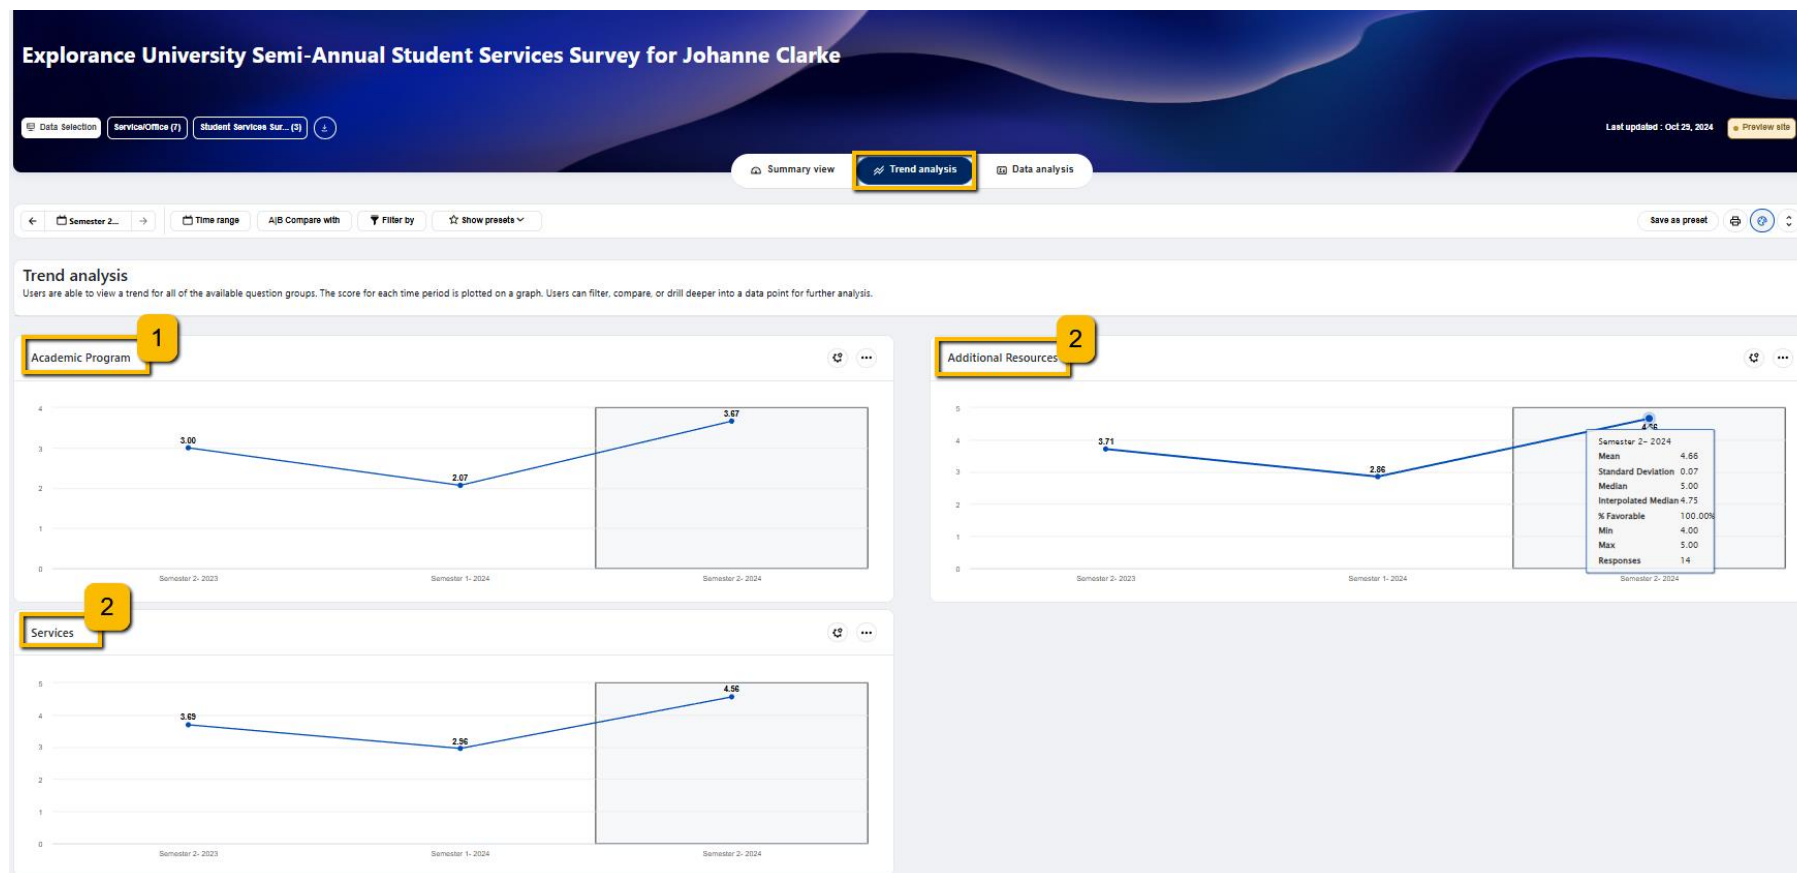 Explorance University Semi-Annual Student Services Survey for Johanne Clarke
Data Selection
Service/Office (7)
Student Services Sur... (3)
Last updated : Oct 25, 2024
Preview site
Summary view
Trend analysis
Data analysis
Semester 2...
Time range
A|B Compare with
Filter by
Show presets
Save as preset
Trend analysis
Users are able to view a trend for all of the available question groups. The score for each time period is plotted on a graph. Users can filter, compare, or drill deeper into a data point for further analysis.
1
Academic Program
4
3
2
1
0
3.00
2.07
3.67
Semester 2- 2023
Semester 1- 2024
Semester 2- 2024
2
Additional Resources
5
4
3
2
1
0
3.71
2.86
Semester 2- 2024
Mean 4.66
Standard Deviation 0.07
Median 5.00
Interpolated Median 4.75
% Favorable 100.00%
Min 4.00
Max 5.00
Responses 14
Semester 2- 2023
Semester 1- 2024
Semester 2- 2024
2
Services
5
4
3
2
1
0
3.69
2.96
4.56
Semester 2- 2023
Semester 1- 2024
Semester 2- 2024